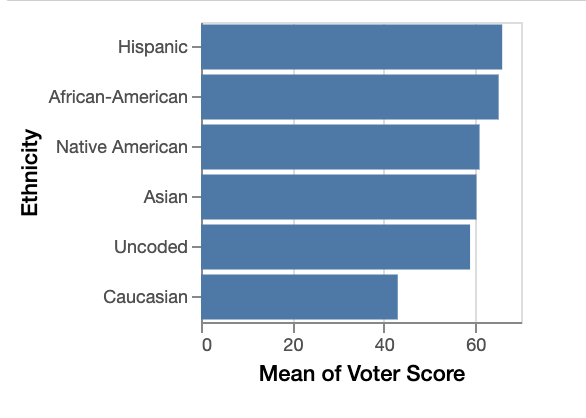 Ethnicity
Hispanic
African-American
Native American
Asian
Uncoded
Caucasian
0 20 40 60
Mean of Voter Score